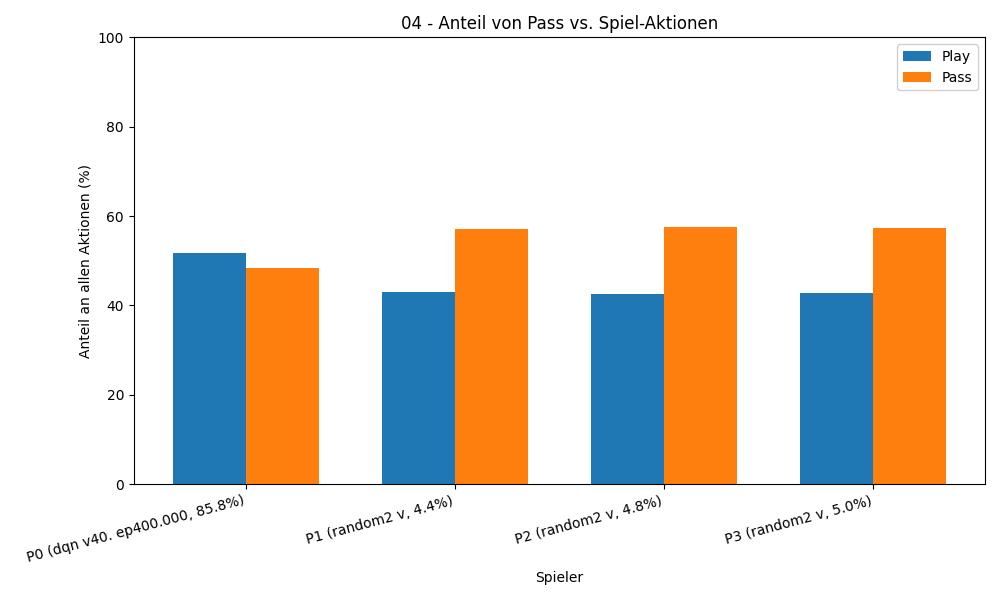 04 - Anteil von Pass vs. Spiel-Aktionen
Play
Pass
Anteil an allen Aktionen (%)
100
80
60
40
20
0
P0 (dqn v40. ep400.000, 85.8%)
P1 (random2 v, 4.4%)
P2 (random2 v, 4.8%)
P3 (random2 v, 5.0%)
Spieler